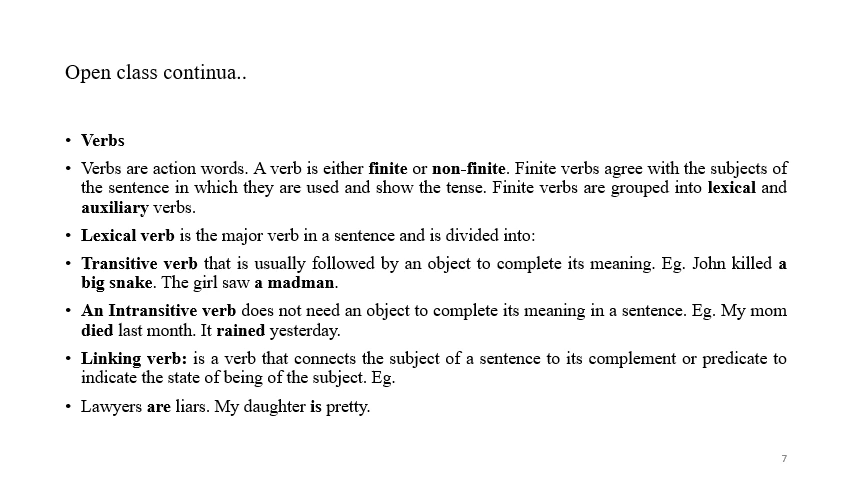 Open class continua..
• Verbs
• Verbs are action words. A verb is either finite or non-finite. Finite verbs agree with the subjects of
the sentence in which they are used and show the tense. Finite verbs are grouped into lexical and
auxiliary verbs.
• Lexical verb is the major verb in a sentence and is divided into:
• Transitive verb that is usually followed by an object to complete its meaning. Eg. John killed a
big snake. The girl saw a madman.
• An Intransitive verb does not need an object to complete its meaning in a sentence. Eg. My mom
died last month. It rained yesterday.
• Linking verb: is a verb that connects the subject of a sentence to its complement or predicate to
indicate the state of being of the subject. Eg.
• Lawyers are liars. My daughter is pretty.
7